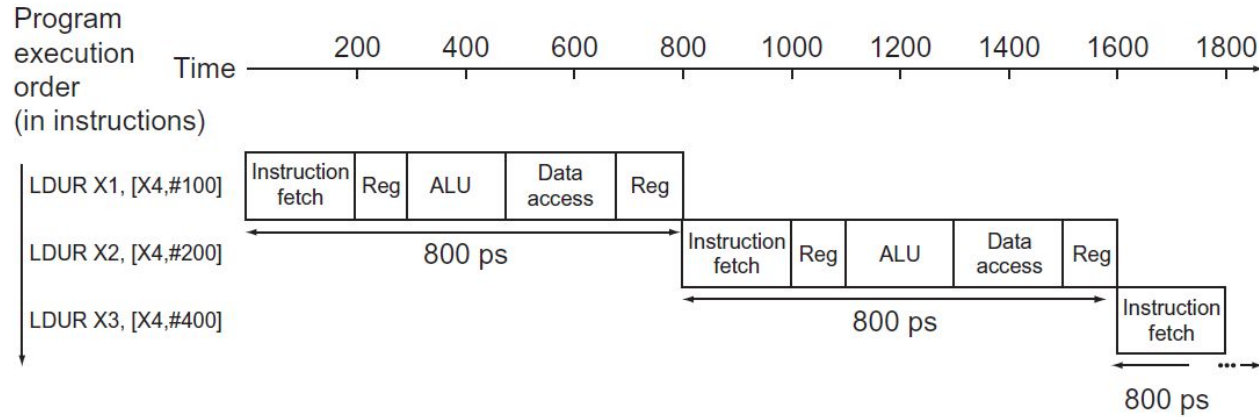 Program
execution
order
(in instructions)
Time
200 400 600 800 1000 1200 1400 1600 1800
LDUR X1, [X4,#100]
Instruction
fetch
Reg
ALU
Data
access
Reg
800 ps
LDUR X2, [X4,#200]
Instruction
fetch
Reg
ALU
Data
access
Reg
800 ps
LDUR X3, [X4,#400]
Instruction
fetch
...
800 ps